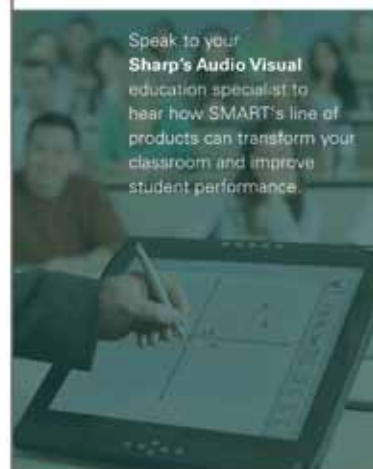 Speak to your
Sharp's Audio Visual
education specialist to
hear how SMART's line of
products can transform your
classroom and improve
student performance.